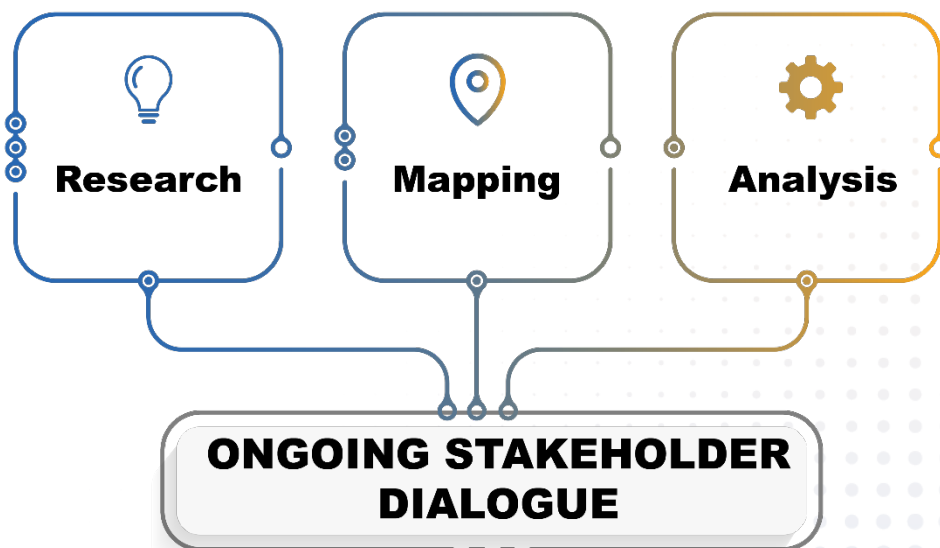 Research
Mapping
Analysis
ONGOING STAKEHOLDER
DIALOGUE